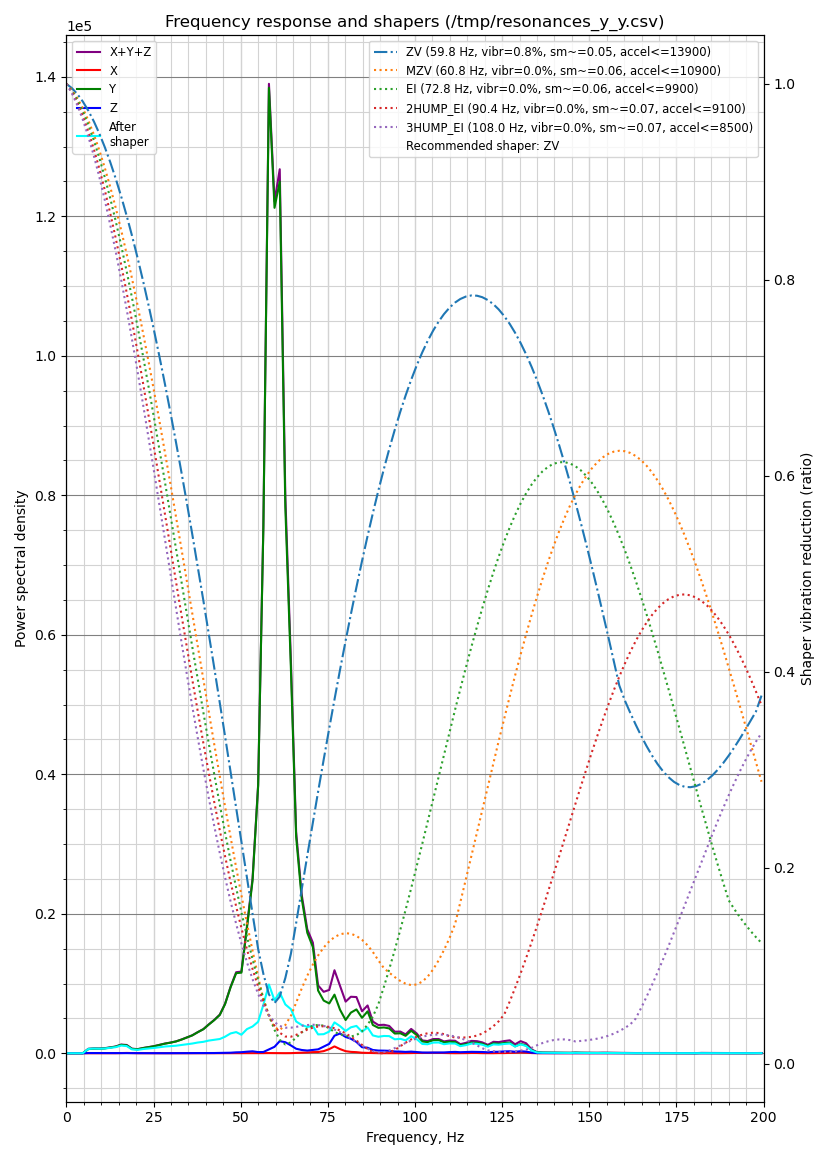 Frequency response and shapers (/tmp/resonances_y_y.csv)
1e5
X+Y+Z
X
Y
Z
After
shaper
ZV (59.8 Hz, vibr=0.8%, sm~=0.05, accel<=13900)
MZV (60.8 Hz, vibr=0.0%, sm~=0.06, accel<=10900)
EI (72.8 Hz, vibr=0.0%, sm~=0.06, accel<=9900)
2HUMP_EI (90.4 Hz, vibr=0.0%, sm~=0.07, accel<=9100)
3HUMP_EI (108.0 Hz, vibr=0.0%, sm~=0.07, accel<=8500)
Recommended shaper: ZV
1.4
1.2
1.0
0.8
0.6
0.4
0.2
0.0
Power spectral density
1.0
0.8
0.6
0.4
0.2
0.0
Shaper vibration reduction (ratio)
0
25
50
75
100
125
150
175
200
Frequency, Hz